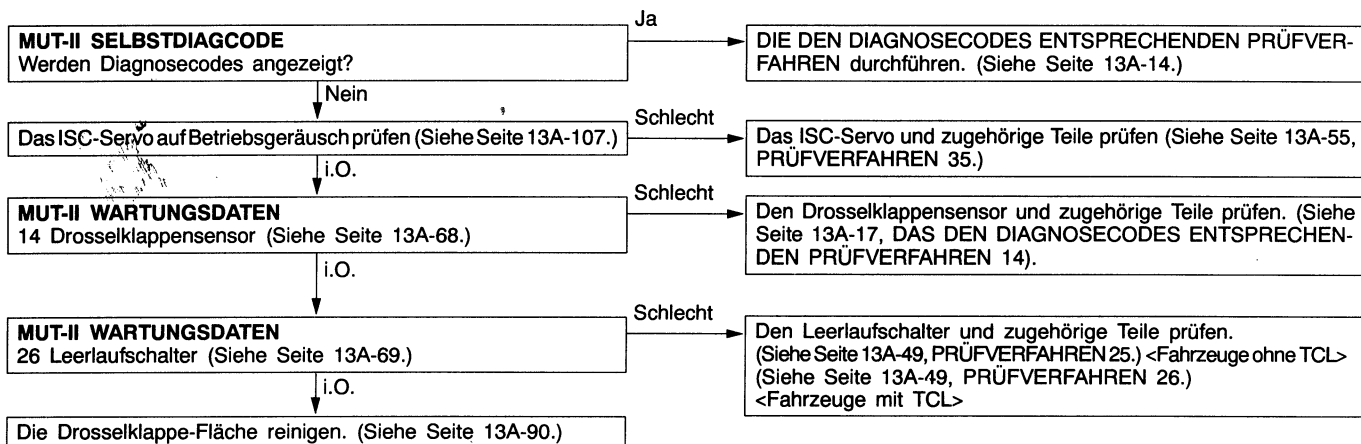 MUT-II SELBSTDIAGCODE
Werden Diagnosecodes angezeigt?
Ja
DIE DEN DIAGNOSECODES ENTSPRECHENDEN PRÜFVER-
FAHREN durchführen. (Siehe Seite 13A-14.)
Nein
Das ISC-Servo auf Betriebsgeräusch prüfen (Siehe Seite 13A-107.)
Schlecht
Das ISC-Servo und zugehörige Teile prüfen (Siehe Seite 13A-55,
PRÜFVERFAHREN 35.)
i.O.
MUT-II WARTUNGSDATEN
14 Drosselklappensensor (Siehe Seite 13A-68.)
Schlecht
Den Drosselklappensensor und zugehörige Teile prüfen. (Siehe
Seite 13A-17, DAS DEN DIAGNOSECODES ENTSPRECHEN-
DEN PRÜFVERFAHREN 14).
i.O.
MUT-II WARTUNGSDATEN
26 Leerlaufschalter (Siehe Seite 13A-69.)
Schlecht
Den Leerlaufschalter und zugehörige Teile prüfen.
(Siehe Seite 13A-49, PRÜFVERFAHREN 25.) <Fahrzeuge ohne TCL>
(Siehe Seite 13A-49, PRÜFVERFAHREN 26.)
<Fahrzeuge mit TCL>
i.O.
Die Drosselklappe-Fläche reinigen. (Siehe Seite 13A-90.)